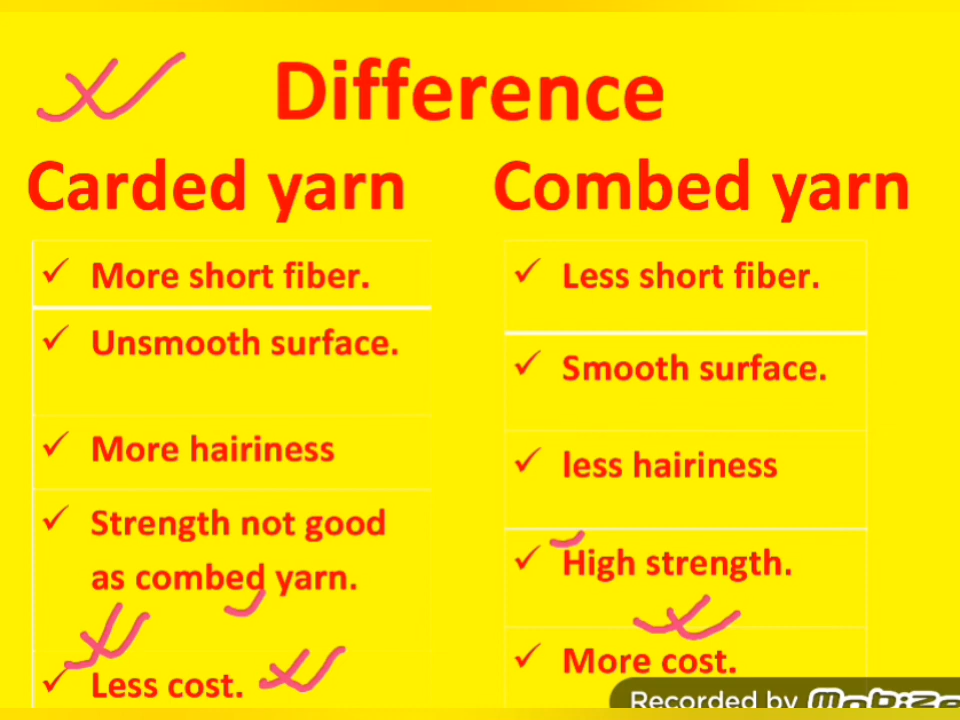 Difference
Carded yarn
Combed yarn
✓ More short fiber.
✓ Unsmooth surface.
✓ More hairiness
✓ Strength not good
as combed yarn.
✓ Less cost.
✓ Less short fiber.
✓ Smooth surface.
✓ less hairiness
✓ High strength.
✓ More cost.
Recorded by